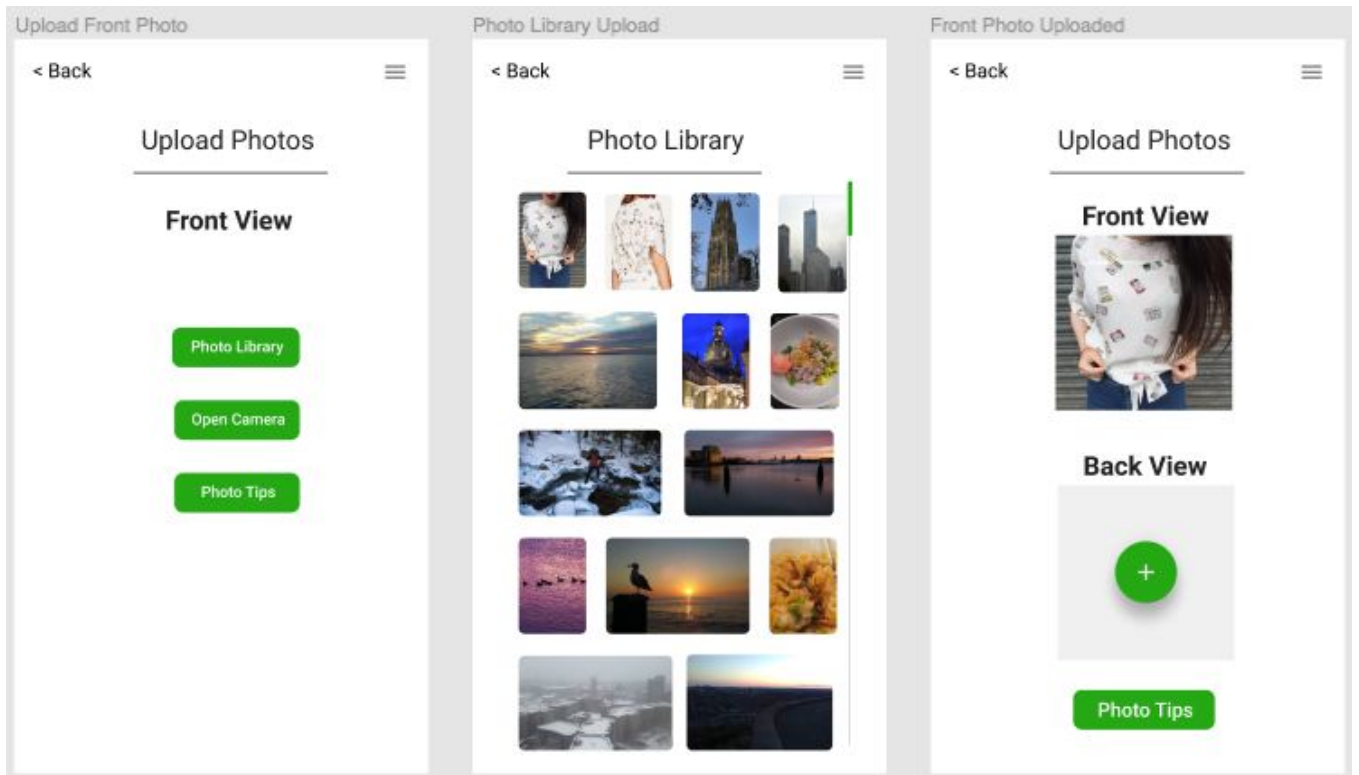 Upload Front Photo
< Back
Upload Photos
Front View
Photo Library
Open Camera
Photo Tips
Photo Library Upload
< Back
Photo Library
Front Photo Uploaded
< Back
Upload Photos
Front View
Back View
+
Photo Tips